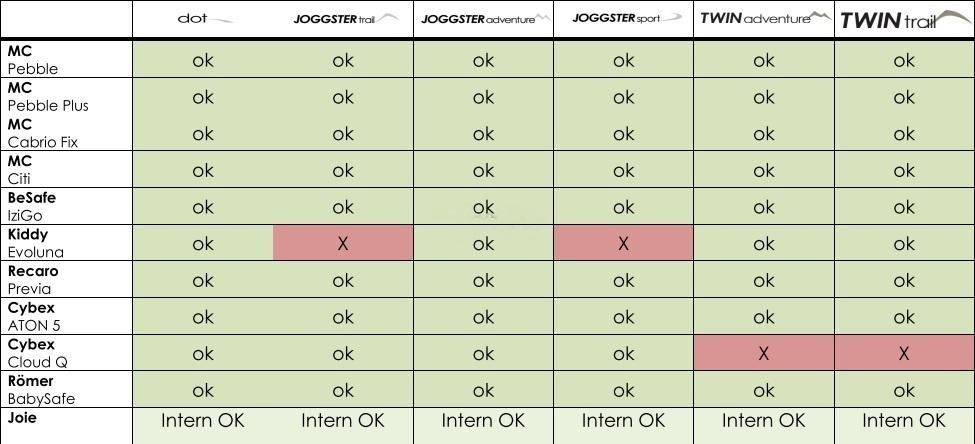 dot JOGGSTER trail JOGGSTER adventure JOGGSTER sport TWIN adventure TWIN trail
MC
Pebble ok ok ok ok ok ok
MC
Pebble Plus ok ok ok ok ok ok
MC
Cabrio Fix ok ok ok ok ok ok
MC
Citi ok ok ok ok ok ok
BeSafe
IziGo ok ok ok ok ok ok
Kiddy
Evoluna ok X ok X ok ok
Recaro
Previa ok ok ok ok ok ok
Cybex
ATON 5 ok ok ok ok ok ok
Cybex
Cloud Q ok ok ok ok X X
Römer
BabySafe ok ok ok ok ok ok
Joie Intern OK Intern OK Intern OK Intern OK Intern OK Intern OK